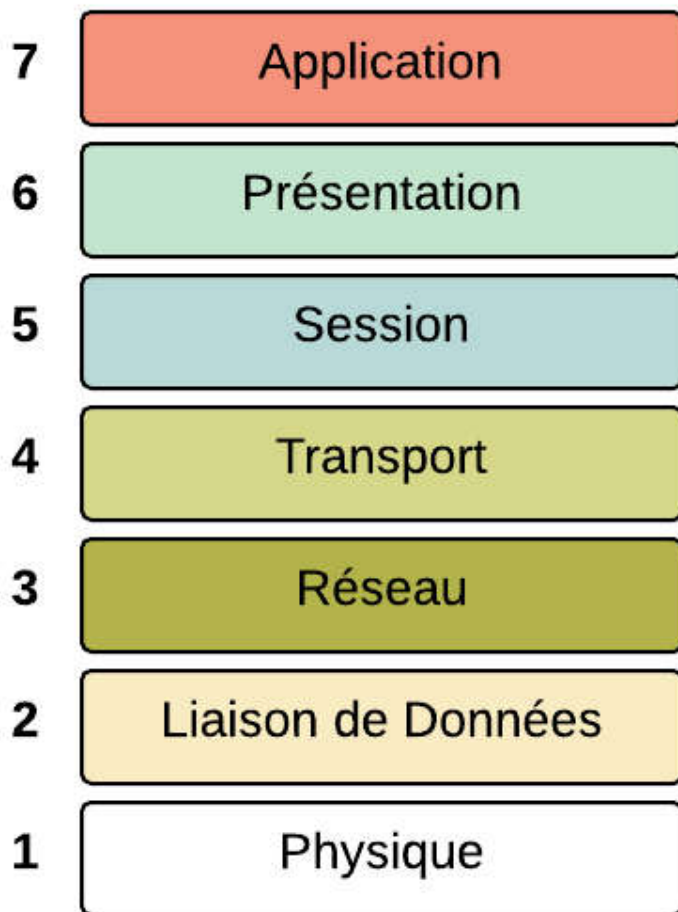 7 Application
6 Présentation
5 Session
4 Transport
3 Réseau
2 Liaison de Données
1 Physique